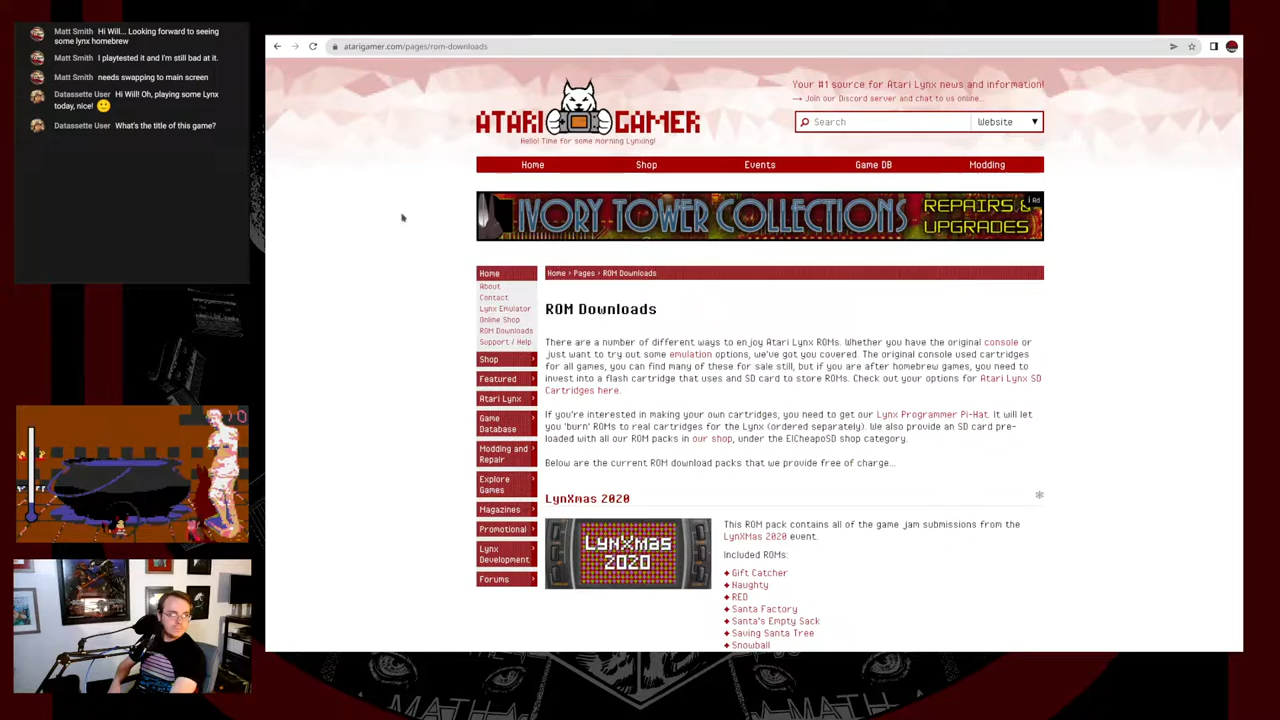 Matt Smith Hi Will... Looking forward to seeing
some lynx homebrew
Matt Smith I playtested it and I'm still bad at it.
Matt Smith needs swapping to main screen
Datassette User Hi Will! Oh, playing some Lynx
today, nice!
Datassette User What's the title of this game?
atarigamer.com/pages/rom-downloads
ATARI GAMER
Hello! Time for some morning Lynxing!
Your #1 source for Atari Lynx news and information!
→ Join our Discord server and chat to us online...
Search
Website
Home
Shop
Events
Game DB
Modding
IVORY TOWER COLLECTIONS
REPAIRS &
UPGRADES
Ad
Home
About
Contact
Lynx Emulator
Online Shop
ROM Downloads
Support / Help
Shop
Featured
Atari Lynx
Game
Database
Modding and
Repair
Explore
Games
Magazines
Promotional
Lynx
Development
Forums
Home › Pages › ROM Downloads
ROM Downloads
There are a number of different ways to enjoy Atari Lynx ROMs. Whether you have the original console or
just want to try out some emulation options, we've got you covered. The original console used cartridges
for all games, you can find many of these for sale still, but if you are after homebrew games, you need to
invest into a flash cartridge that uses and SD card to store ROMs. Check out your options for Atari Lynx SD
Cartridges here.
If you're interested in making your own cartridges, you need to get our Lynx Programmer Pi-Hat. It will let
you 'burn' ROMs to real cartridges for the Lynx (ordered separately). We also provide an SD card pre-
loaded with all our ROM packs in our shop, under the ElCheapoSD shop category.
Below are the current ROM download packs that we provide free of charge...
LynXmas 2020
LynXmas
2020
This ROM pack contains all of the game jam submissions from the
LynXMas 2020 event.
Included ROMs:
Gift Catcher
Naughty
RED
Santa Factory
Santa's Empty Sack
Saving Santa Tree
Snowball